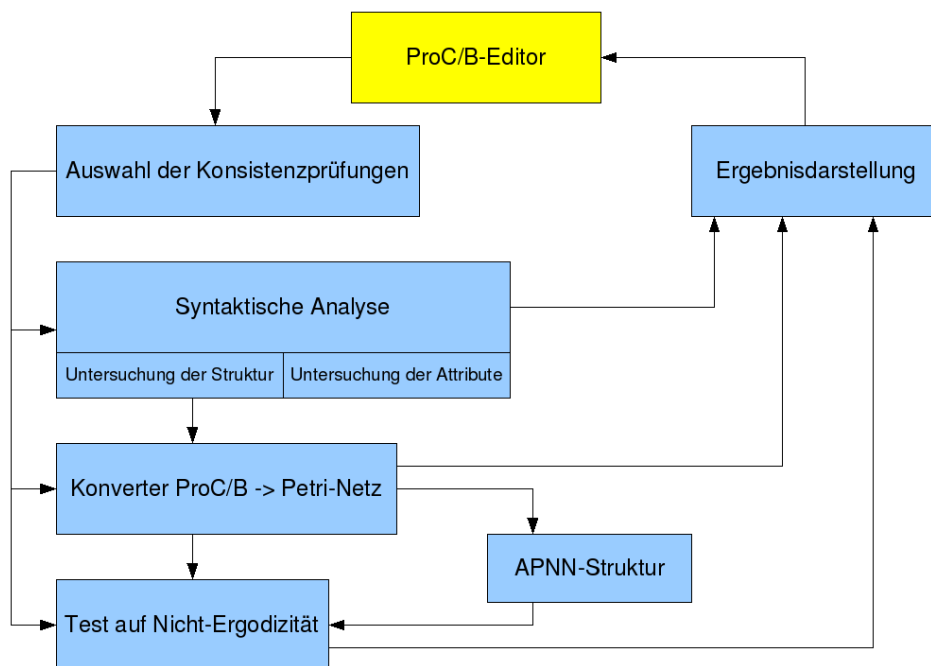 ProC/B-Editor
Auswahl der Konsistenzprüfungen
Ergebnisdarstellung
Syntaktische Analyse
Untersuchung der Struktur
Untersuchung der Attribute
Konverter ProC/B -> Petri-Netz
APNN-Struktur
Test auf Nicht-Ergodizität